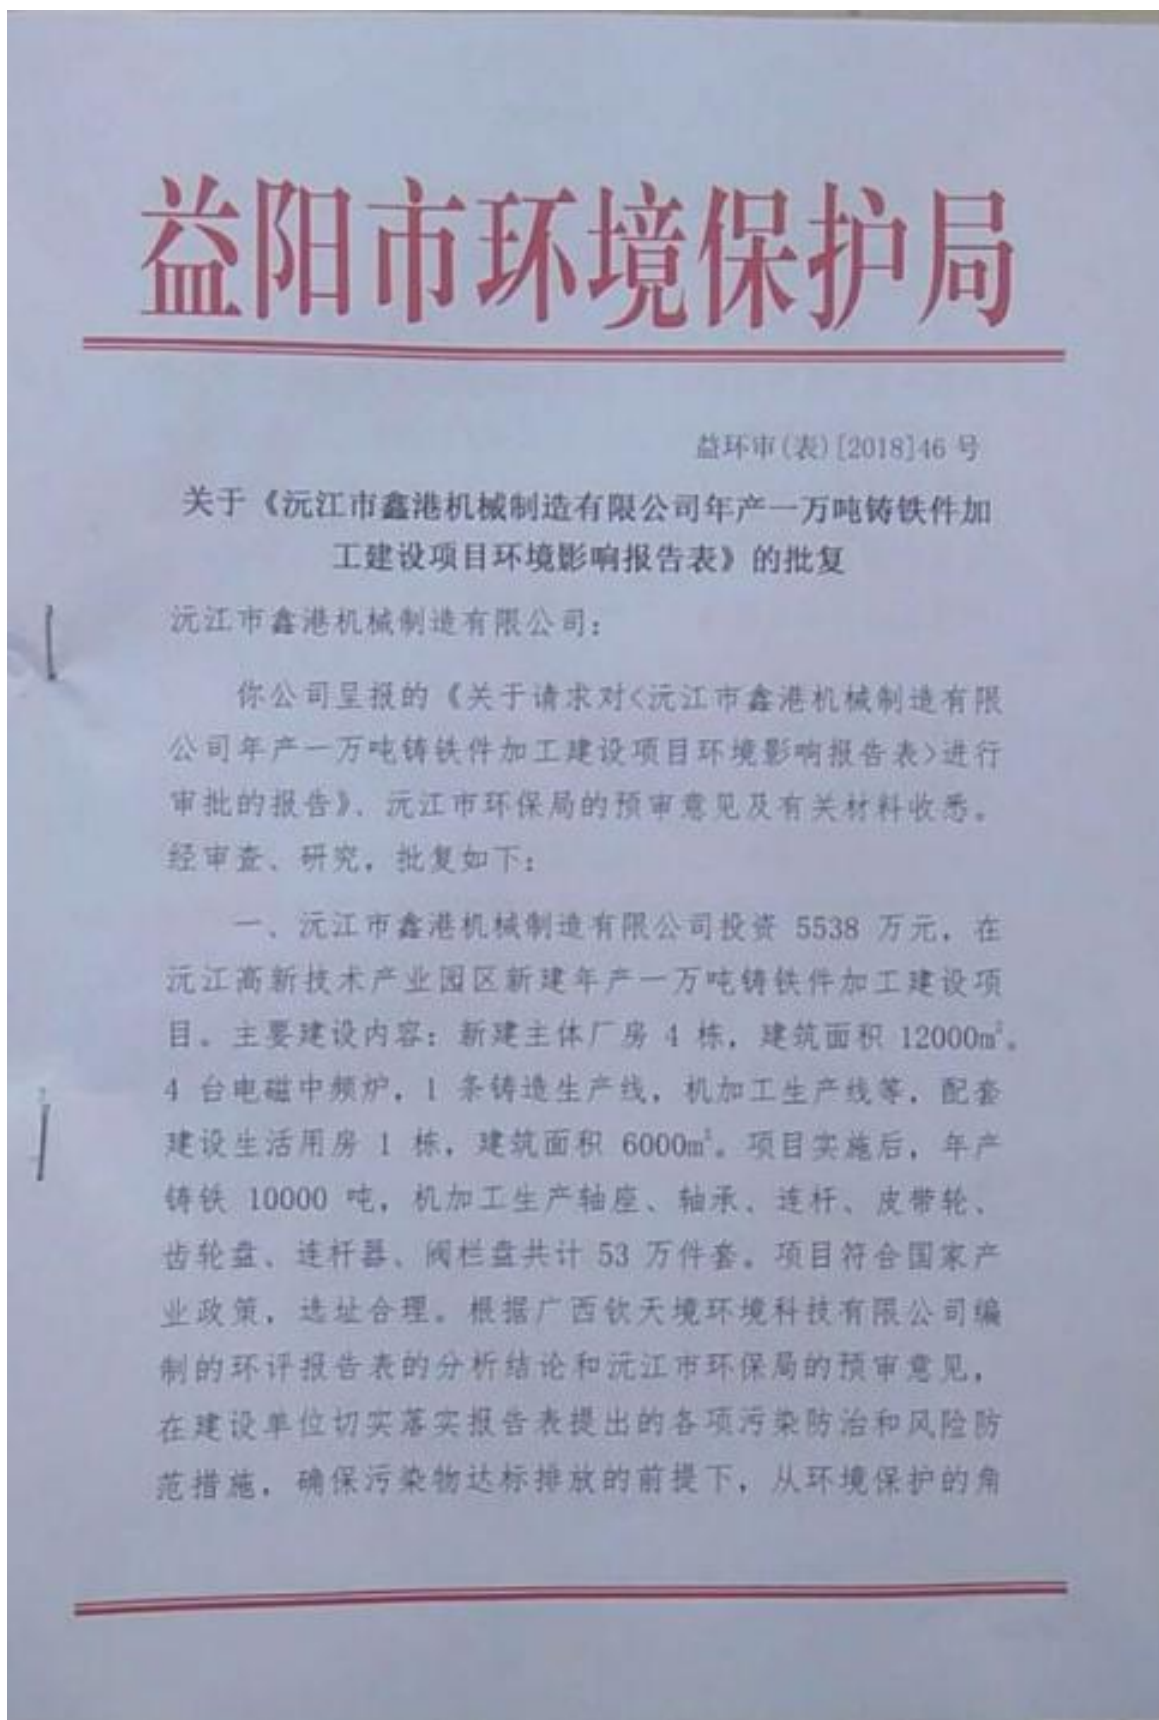 益阳市环境保护局
益环审(表)[2018]46 号
关于《沅江市鑫港机械制造有限公司年产一万吨铸铁件加
工建设项目环境影响报告表》的批复
沅江市鑫港机械制造有限公司：
你公司呈报的《关于请求对<沅江市鑫港机械制造有限
公司年产一万吨铸铁件加工建设项目环境影响报告表>进行
审批的报告》、沅江市环保局的预审意见及有关材料收悉。
经审查、研究，批复如下：
一、沅江市鑫港机械制造有限公司投资 5538 万元，在
沅江高新技术产业园区新建年产一万吨铸铁件加工建设项
目。主要建设内容：新建主体厂房 4 栋，建筑面积 12000m²。
4 台电磁中频炉，1 条铸造生产线，机加工生产线等，配套
建设生活用房 1 栋，建筑面积 6000m²。项目实施后，年产
铸铁 10000 吨，机加工生产轴座、轴承、连杆、皮带轮、
齿轮盘、连杆器、阀栏盘共计 53 万件套。项目符合国家产
业政策，选址合理。根据广西钦天境环境科技有限公司编
制的环评报告表的分析结论和沅江市环保局的预审意见，
在建设单位切实落实报告表提出的各项污染防治和风险防
范措施，确保污染物达标排放的前提下，从环境保护的角